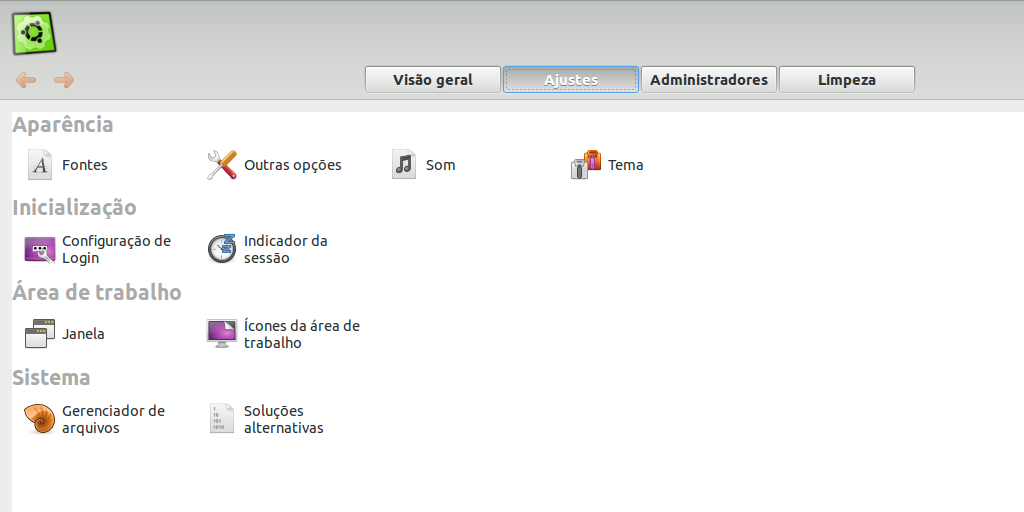 Visão geral
Ajustes
Administradores
Limpeza
Aparência
Fontes
Outras opções
Som
Tema
Inicialização
Configuração de
Login
Indicador da
sessão
Área de trabalho
Janela
Ícones da área de
trabalho
Sistema
Gerenciador de
arquivos
Soluções
alternativas